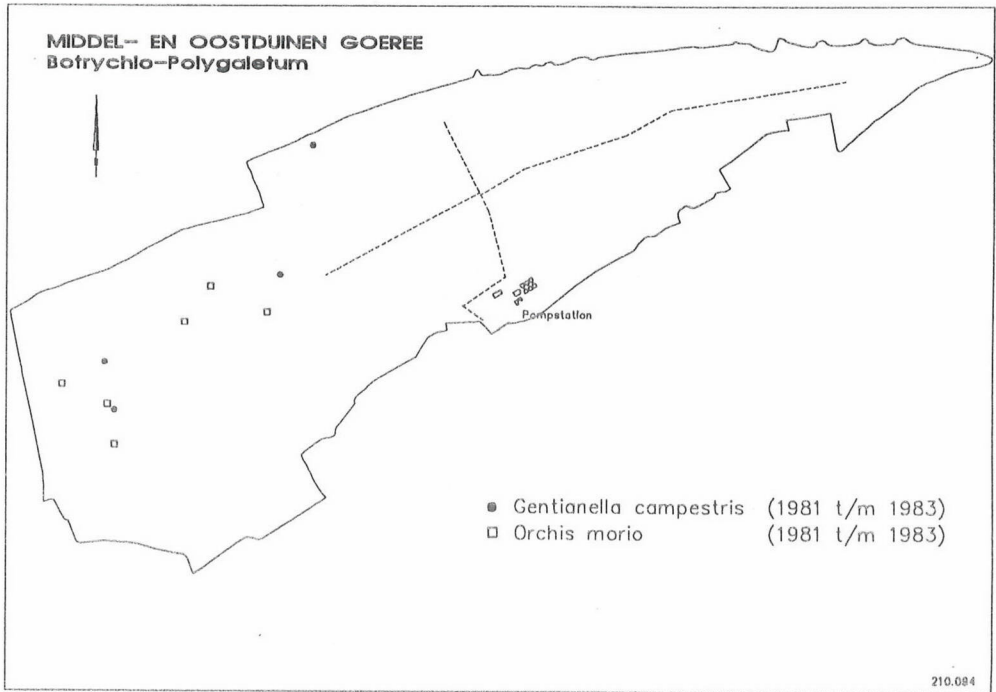 MIDDEL- EN OOSTDUINEN GOEREE
Botrychio-Polygaletum
Pompstation
Gentianella campestris (1981 t/m 1983)
Orchis morio (1981 t/m 1983)
210.084